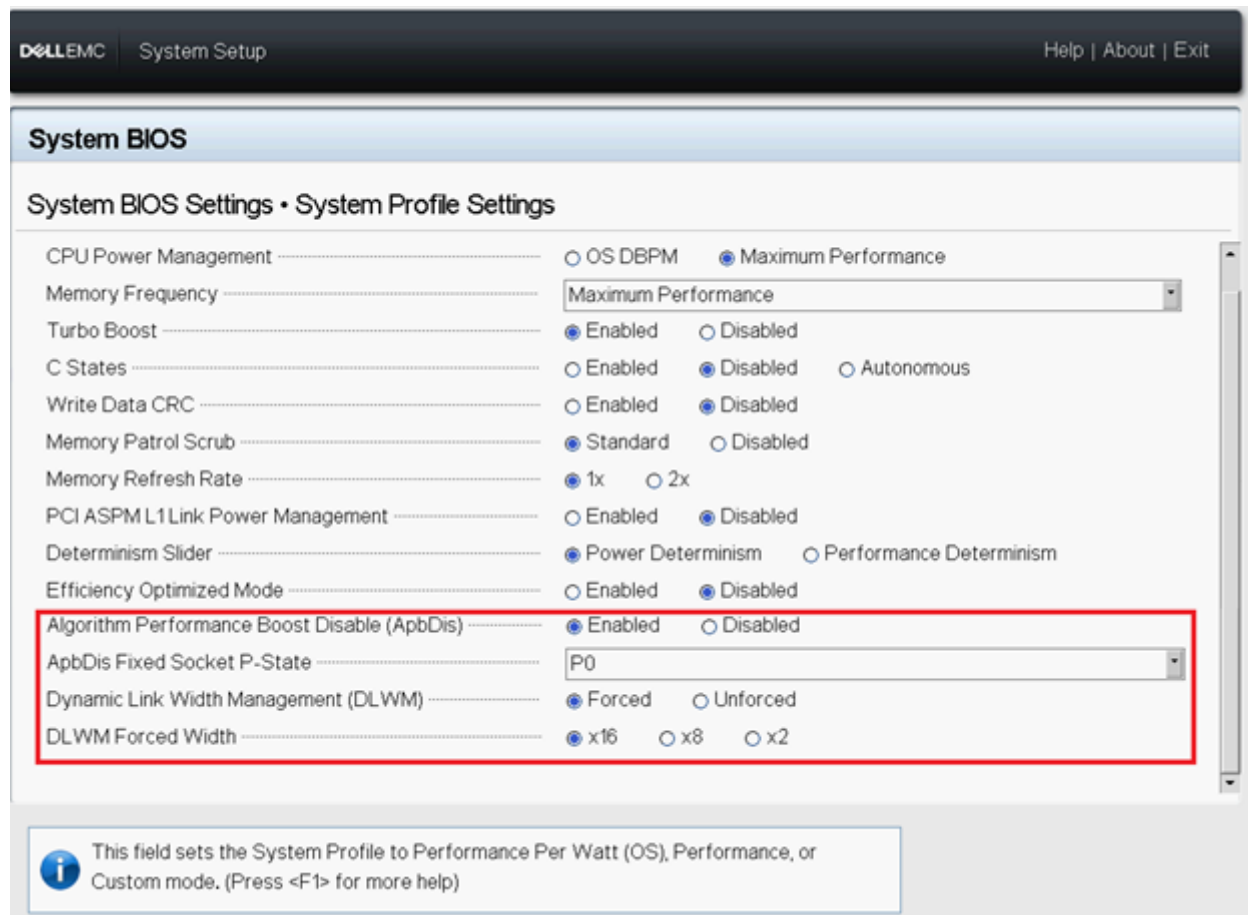 DELLEMC System Setup Help | About | Exit
System BIOS
System BIOS Settings • System Profile Settings
CPU Power Management OS DBPM Maximum Performance
Memory Frequency Maximum Performance
Turbo Boost Enabled Disabled
C States Enabled Disabled Autonomous
Write Data CRC Enabled Disabled
Memory Patrol Scrub Standard Disabled
Memory Refresh Rate 1x 2x
PCI ASPM L1 Link Power Management Enabled Disabled
Determinism Slider Power Determinism Performance Determinism
Efficiency Optimized Mode Enabled Disabled
Algorithm Performance Boost Disable (ApbDis) Enabled Disabled
ApbDis Fixed Socket P-State P0
Dynamic Link Width Management (DLWM) Forced Unforced
DLWM Forced Width x16 x8 x2
This field sets the System Profile to Performance Per Watt (OS), Performance, or
Custom mode. (Press <F1> for more help)